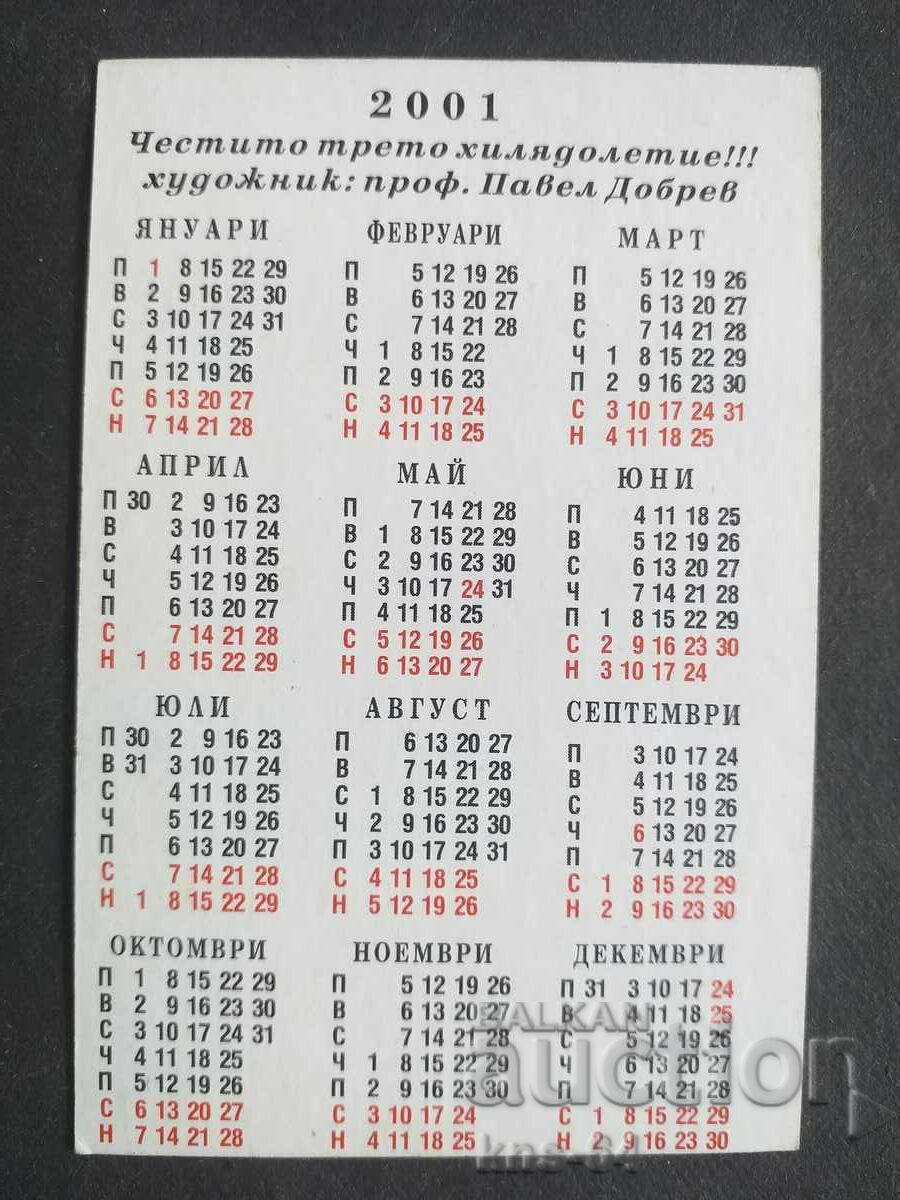 2001
Честито трето хилядолетие!!!
художник: проф. Павел Добрев
ЯНУАРИ
П 1 8 15 22 29
В 2 9 16 23 30
С 3 10 17 24 31
Ч 4 11 18 25
П 5 12 19 26
С 6 13 20 27
Н 7 14 21 28
ФЕВРУАРИ
П 5 12 19 26
В 6 13 20 27
С 7 14 21 28
Ч 1 8 15 22
П 2 9 16 23
С 3 10 17 24
Н 4 11 18 25
МАРТ
П 5 12 19 26
В 6 13 20 27
С 7 14 21 28
Ч 1 8 15 22 29
П 2 9 16 23 30
С 3 10 17 24 31
Н 4 11 18 25
АПРИЛ
П 30 2 9 16 23
В 3 10 17 24
С 4 11 18 25
Ч 5 12 19 26
П 6 13 20 27
С 7 14 21 28
Н 1 8 15 22 29
МАЙ
П 7 14 21 28
В 1 8 15 22 29
С 2 9 16 23 30
Ч 3 10 17 24 31
П 4 11 18 25
С 5 12 19 26
Н 6 13 20 27
ЮНИ
П 4 11 18 25
В 5 12 19 26
С 6 13 20 27
Ч 7 14 21 28
П 1 8 15 22 29
С 2 9 16 23 30
Н 3 10 17 24
ЮЛИ
П 30 2 9 16 23
В 31 3 10 17 24
С 4 11 18 25
Ч 5 12 19 26
П 6 13 20 27
С 7 14 21 28
Н 1 8 15 22 29
АВГУСТ
П 6 13 20 27
В 7 14 21 28
С 1 8 15 22 29
Ч 2 9 16 23 30
П 3 10 17 24 31
С 4 11 18 25
Н 5 12 19 26
СЕПТЕМВРИ
П 3 10 17 24
В 4 11 18 25
С 5 12 19 26
Ч 6 13 20 27
П 7 14 21 28
С 1 8 15 22 29
Н 2 9 16 23 30
ОКТОМВРИ
П 1 8 15 22 29
В 2 9 16 23 30
С 3 10 17 24 31
Ч 4 11 18 25
П 5 12 19 26
С 6 13 20 27
Н 7 14 21 28
НОЕМВРИ
П 5 12 19 26
В 6 13 20 27
С 7 14 21 28
Ч 1 8 15 22 29
П 2 9 16 23 30
С 3 10 17 24
Н 4 11 18 25
ДЕКЕМВРИ
П 31 3 10 17 24
В 4 11 18 25
С 5 12 19 26
Ч 6 13 20 27
П 7 14 21 28
С 1 8 15 22 29
Н 2 9 16 23 30
BALKAN
auction
kns-64